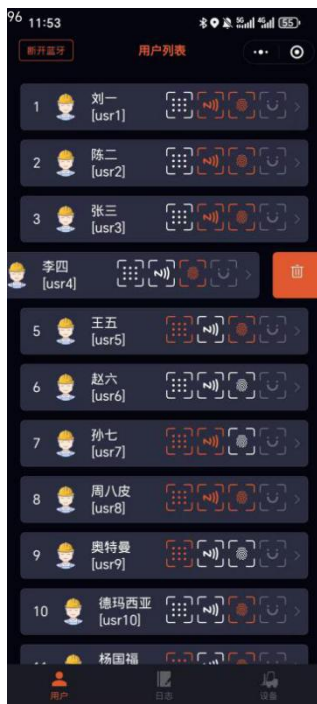 96
11:53
5G 4G 55
断开蓝牙
用户列表
1
刘一
[usr1]
2
陈二
[usr2]
3
张三
[usr3]
李四
[usr4]
5
王五
[usr5]
6
赵六
[usr6]
7
孙七
[usr7]
8
周八皮
[usr8]
9
奥特曼
[usr9]
10
德玛西亚
[usr10]
杨国福
用户
日志
设备